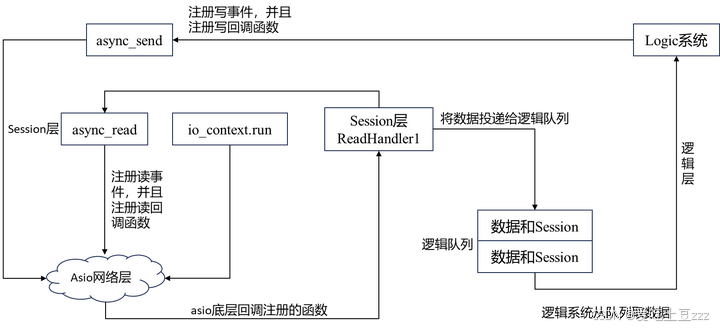 注册写事件，并且
注册写回调函数
async_send
Logic系统
Session层
async_read
io_context.run
Session层
ReadHandler1
将数据投递给逻辑队列
逻辑层
注册读事
件，并且
注册读回
调函数
逻辑队列
数据和Session
数据和Session
Asio网络层
asio底层回调注册的函数
逻辑系统从队列取数据